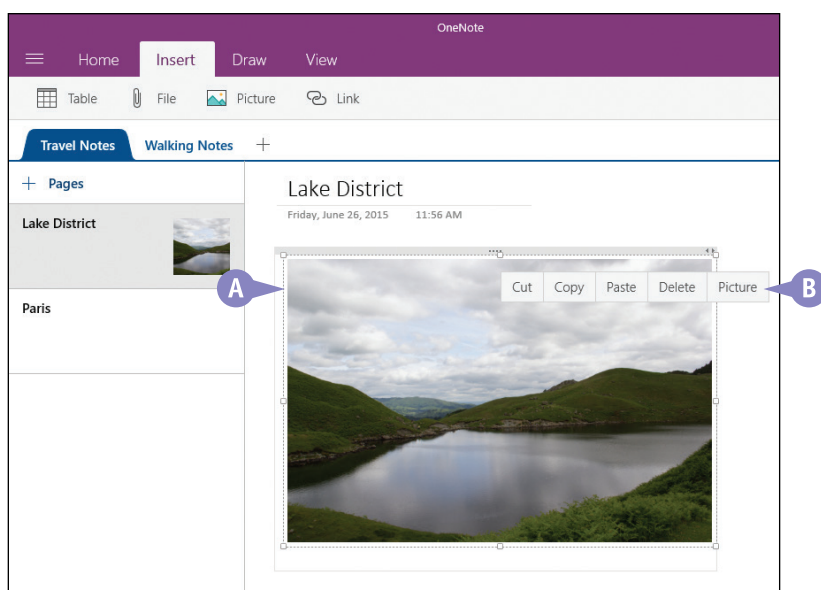 OneNote
Home Insert Draw View
Table File Picture Link
Travel Notes Walking Notes
Pages
Lake District
Friday, June 26, 2015 11:56 AM
Lake District
A
Cut Copy Paste Delete Picture
B
Paris